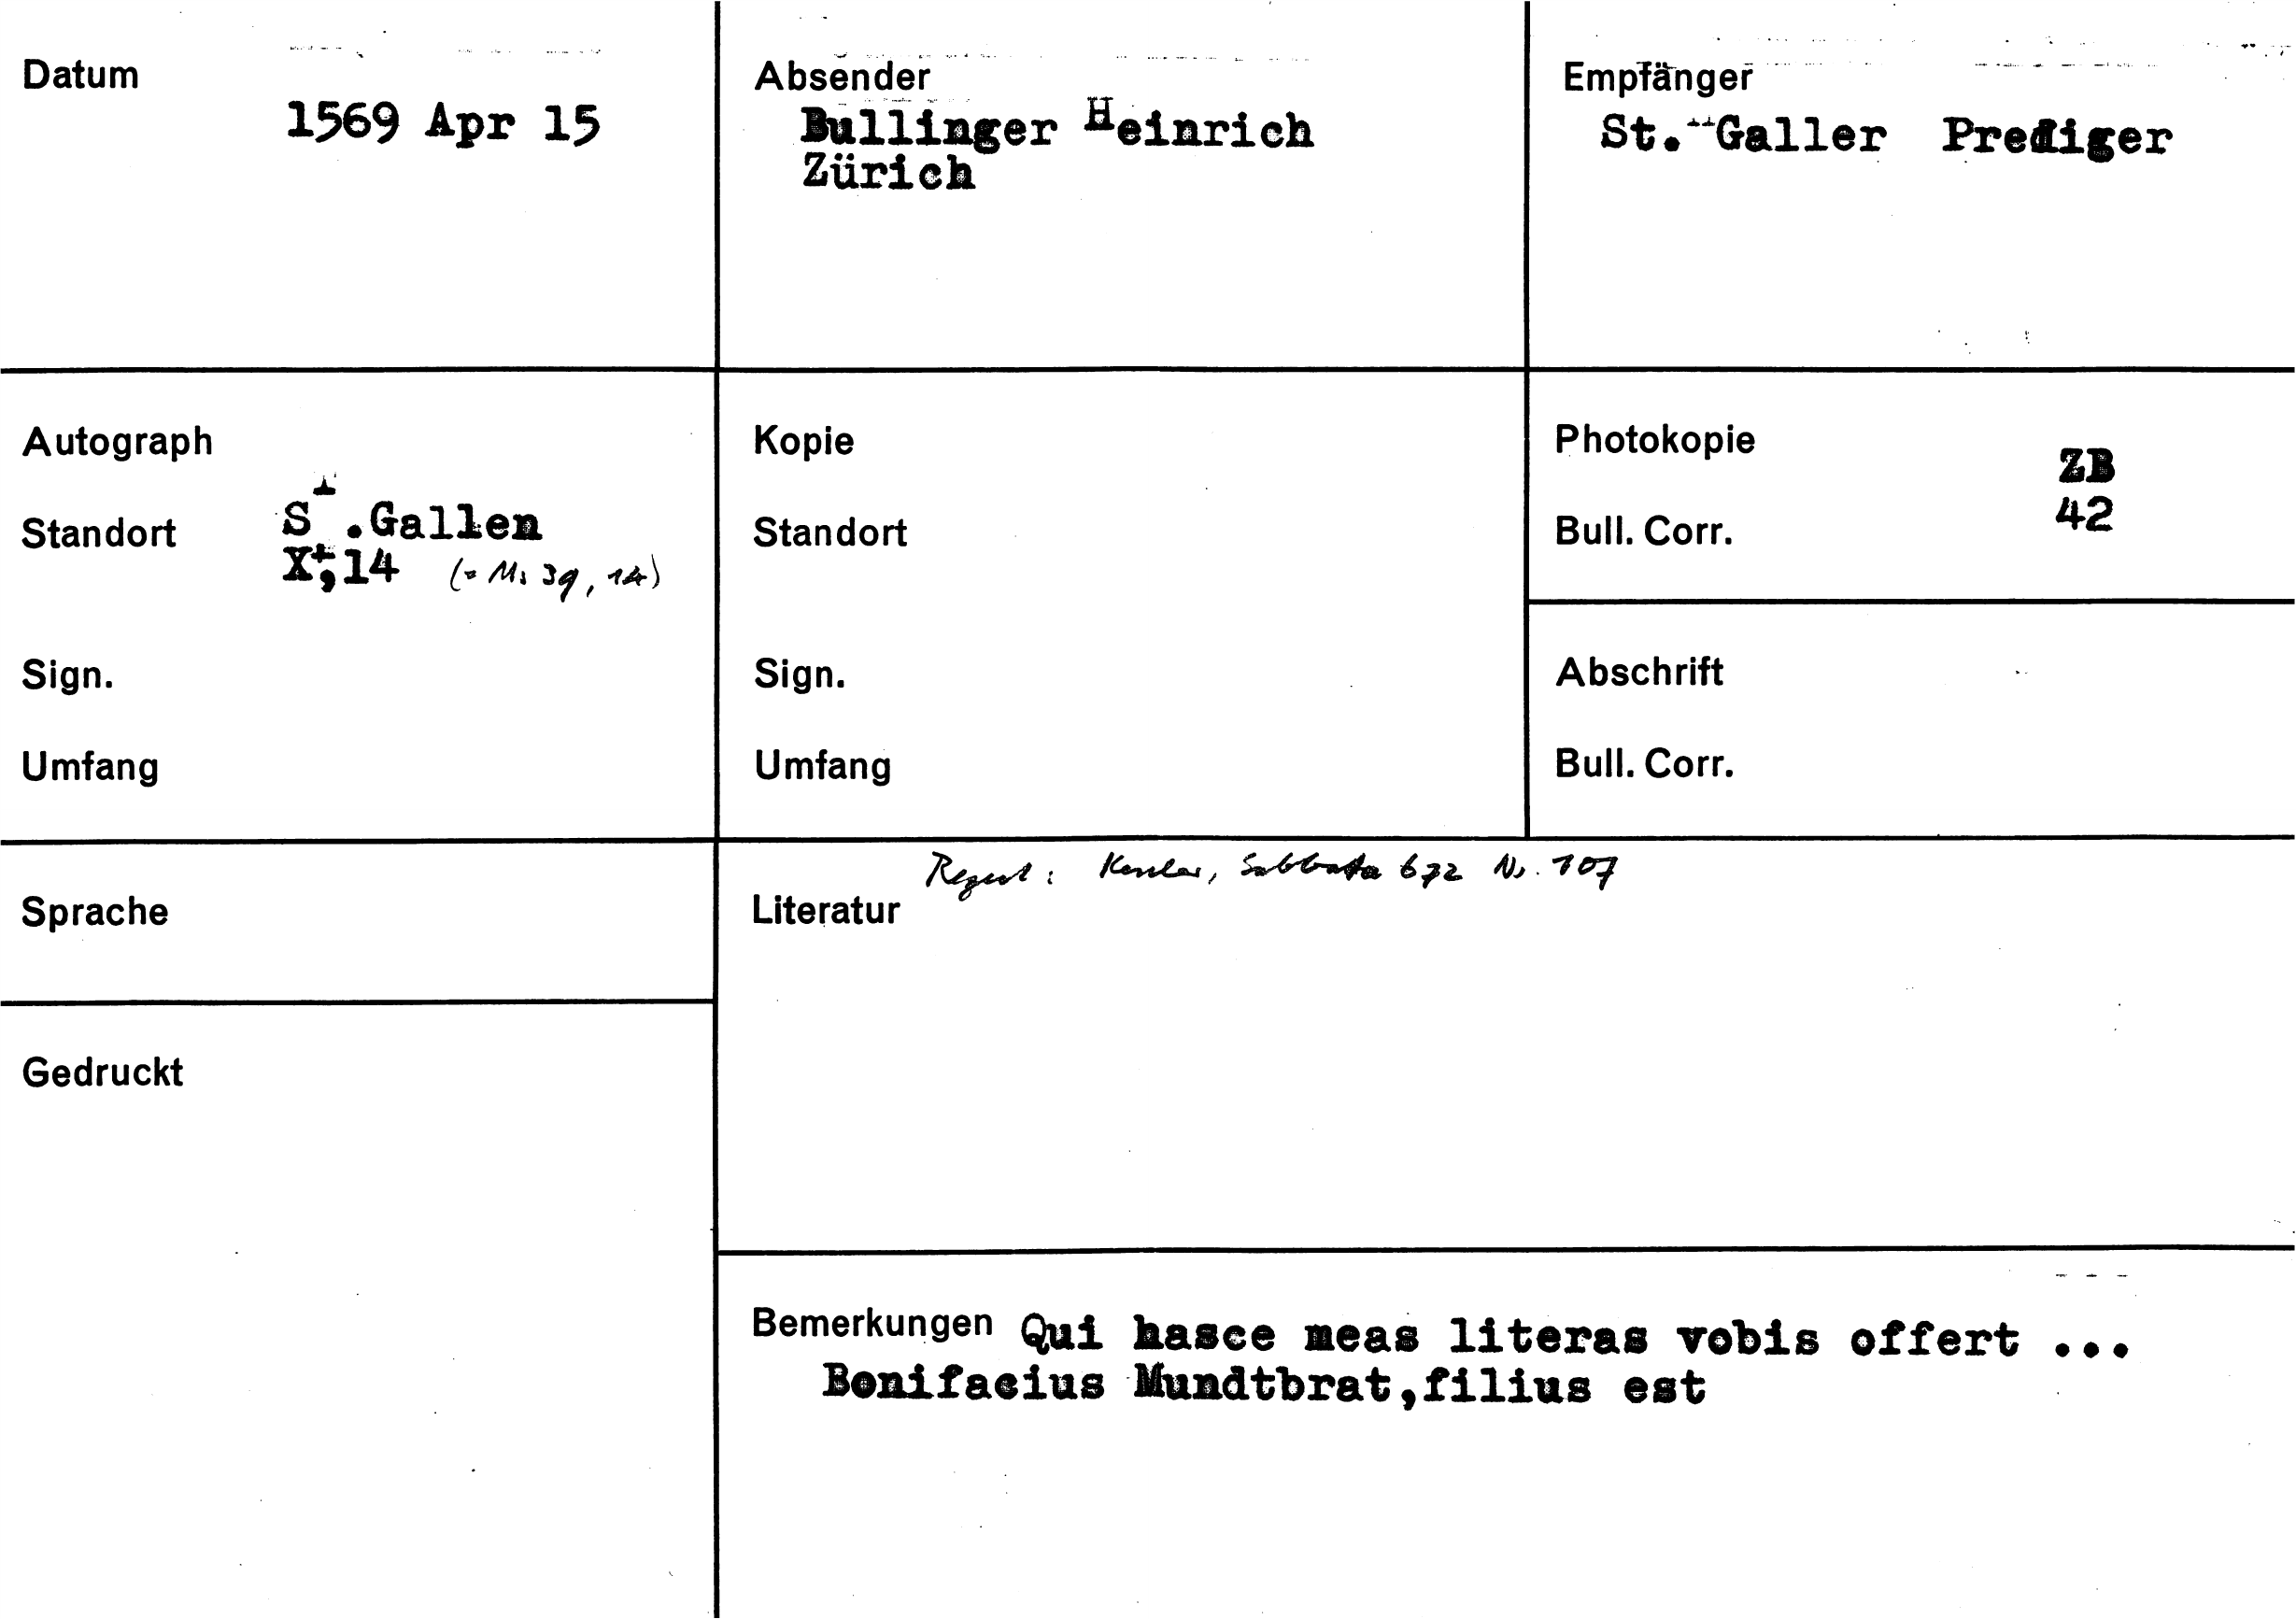 Datum
1569 Apr 15
Absender
Bullinger Heinrich
Zürich
Empfänger
St. Galler Prediger
Autograph
Standort
St.Gallen
X,14 (= Ms 39, 14)
Sign.
Umfang
Kopie
Standort
Sign.
Umfang
Photokopie
ZB
Bull. Corr.
42
Abschrift
Bull. Corr.
Sprache
Gedruckt
Regest: Kessler, Sabbata 672 Nr. 107
Literatur
Bemerkungen Qui hasce meas literas vobis offert ...
Bonifacius Mundtbrat,filius est